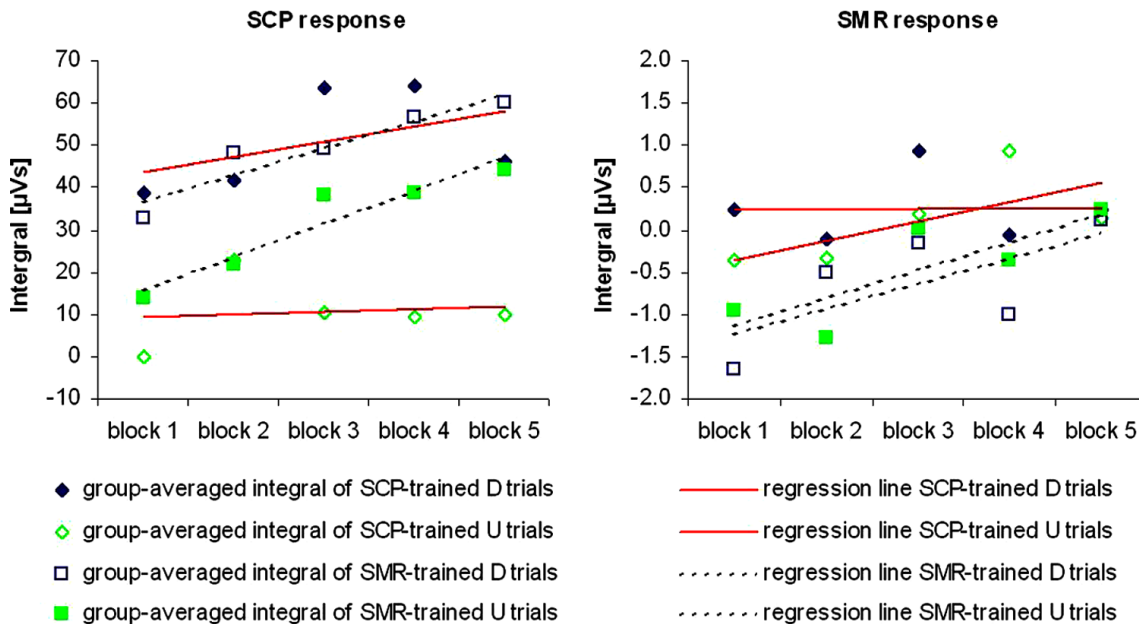 SCP response
Intergral [µVs]
70
60
50
40
30
20
10
0
-10
block 1 block 2 block 3 block 4 block 5
SMR response
Intergral [µVs]
2.0
1.5
1.0
0.5
0.0
-0.5
-1.0
-1.5
-2.0
block 1 block 2 block 3 block 4 block 5
group-averaged integral of SCP-trained D trials
group-averaged integral of SCP-trained U trials
group-averaged integral of SMR-trained D trials
group-averaged integral of SMR-trained U trials
regression line SCP-trained D trials
regression line SCP-trained U trials
regression line SMR-trained D trials
regression line SMR-trained U trials